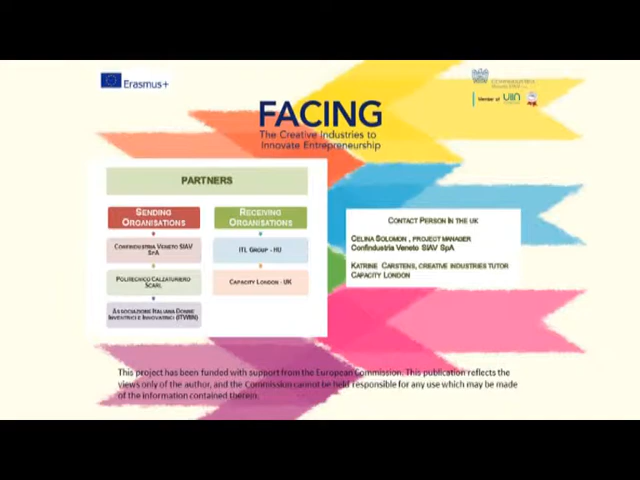 Erasmus+
Member of UIIN
FACING
The Creative Industries to
Innovate Entrepreneurship
PARTNERS
SENDING
ORGANISATIONS
RECEIVING
ORGANISATIONS
CONFINDUSTRIA VENETO SIAV
SPA
ITL GROUP - HU
POLITECNICO CALZATURIERO
SCARL
CAPACITY LONDON - UK
ASSOCIAZIONE ITALIANA DONNE
INVENTRICI E INNOVATRICI (ITWIIN)
CONTACT PERSON IN THE UK
CELINA SOLOMON , PROJECT MANAGER
Confindustria Veneto SIAV SpA
KATRINE CARSTENS, CREATIVE INDUSTRIES TUTOR
CAPACITY LONDON
This project has been funded with support from the European Commission. This publication reflects the
views only of the author, and the Commission cannot be held responsible for any use which may be made
of the information contained therein.